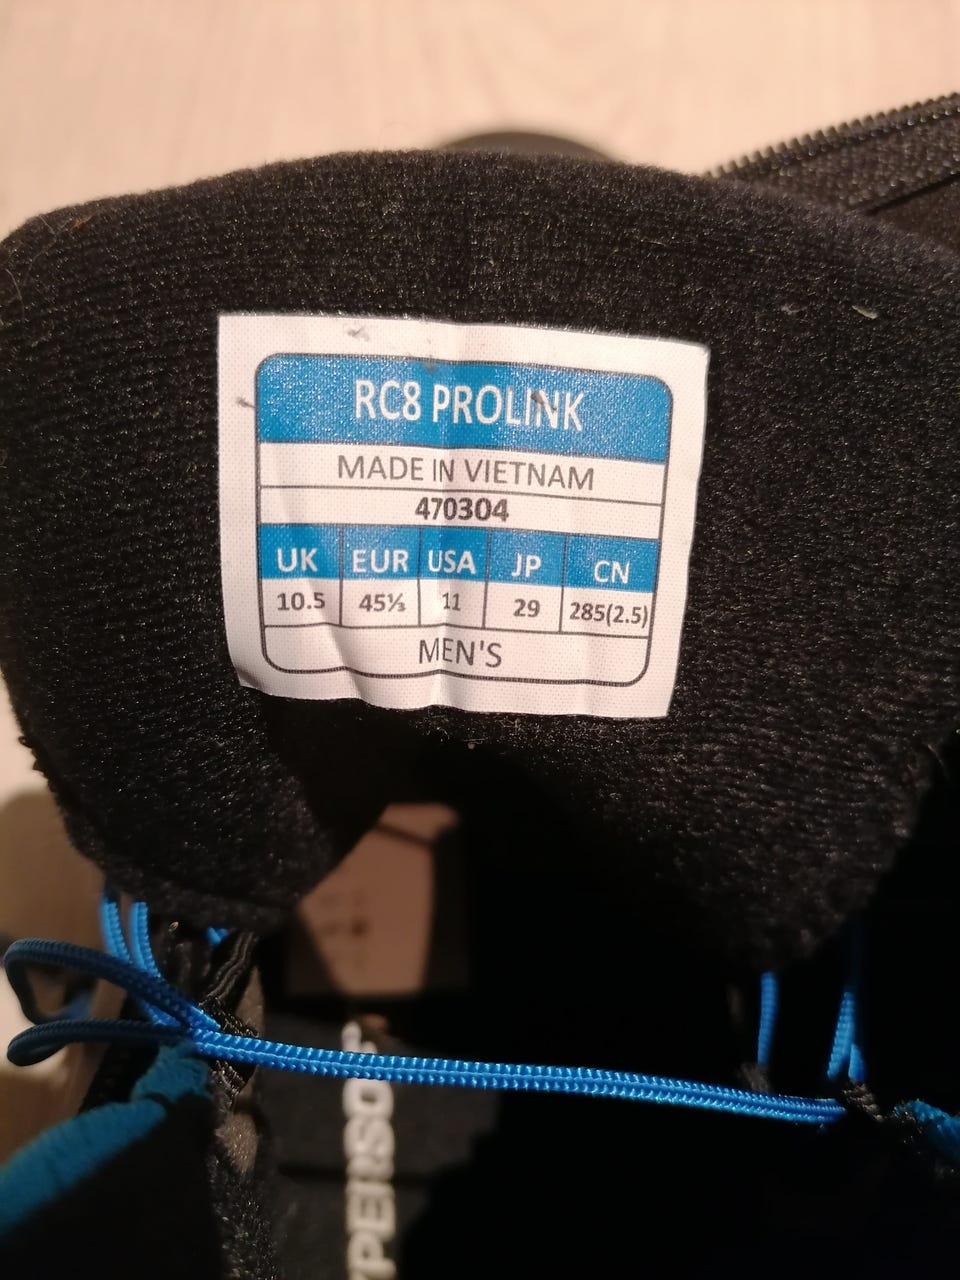 RC8 PROLINK
MADE IN VIETNAM
470304
UK EUR USA JP CN
10.5 45⅓ 11 29 285(2.5)
MEN'S